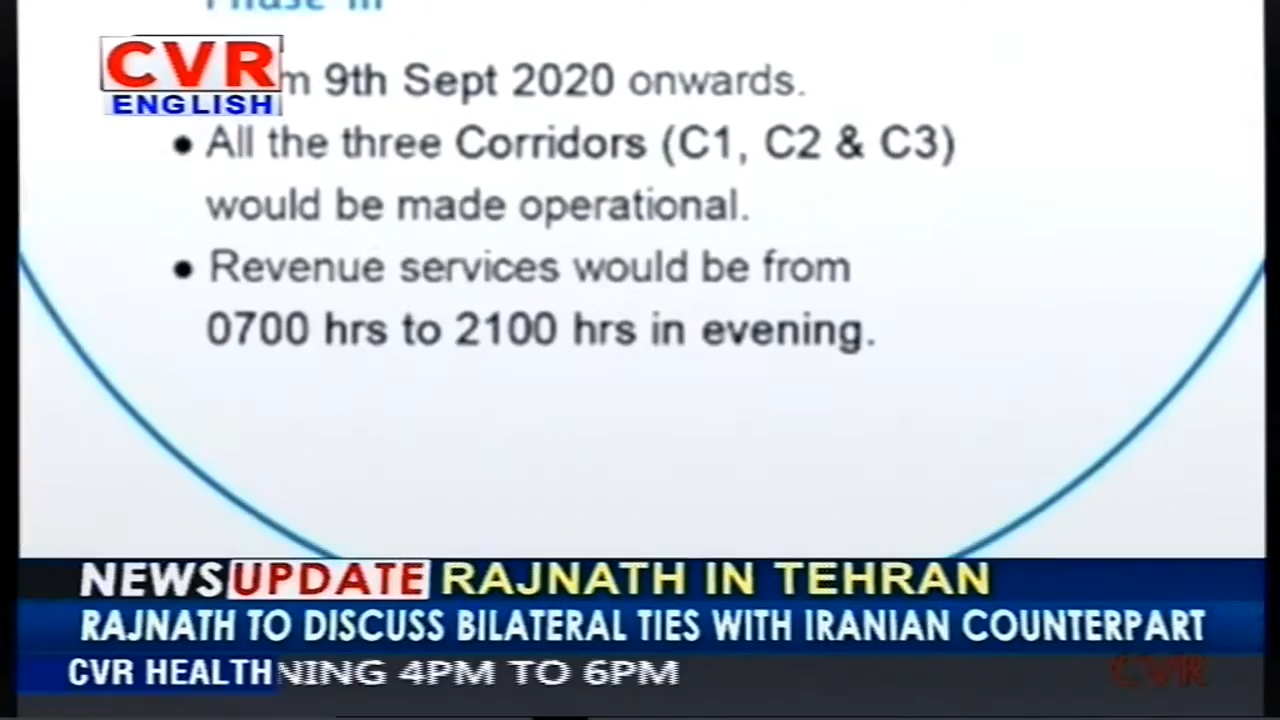 CVR
ENGLISH
m 9th Sept 2020 onwards.
● All the three Corridors (C1, C2 & C3)
would be made operational.
● Revenue services would be from
0700 hrs to 2100 hrs in evening.
NEWS UPDATE RAJNATH IN TEHRAN
RAJNATH TO DISCUSS BILATERAL TIES WITH IRANIAN COUNTERPART
CVR HEALTH NING 4PM TO 6PM
CVR